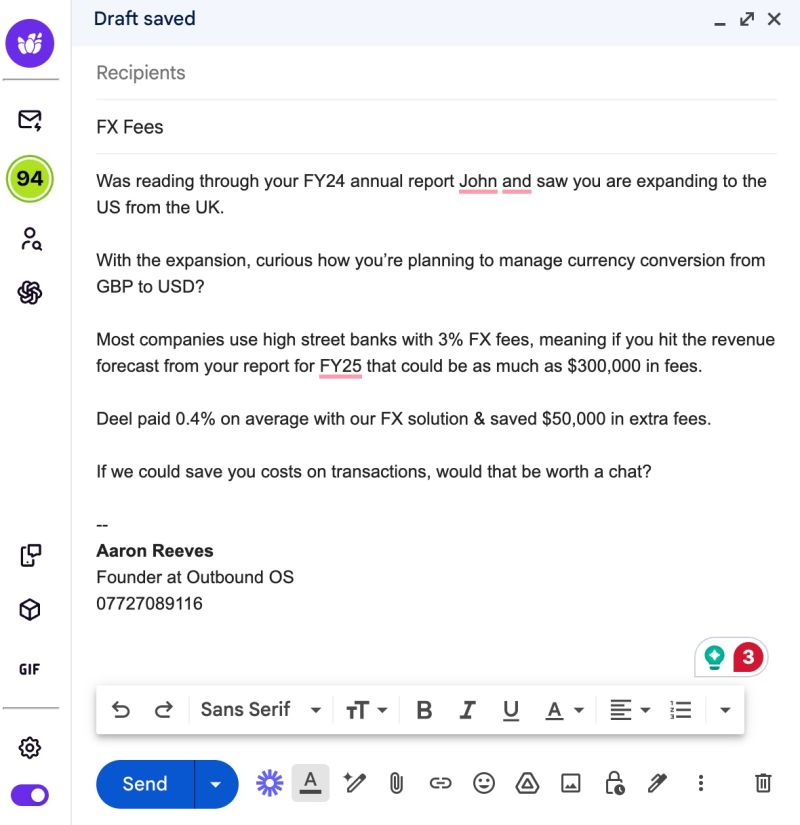 Draft saved
Recipients
FX Fees
94
Was reading through your FY24 annual report John and saw you are expanding to the
US from the UK.
With the expansion, curious how you’re planning to manage currency conversion from
GBP to USD?
Most companies use high street banks with 3% FX fees, meaning if you hit the revenue
forecast from your report for FY25 that could be as much as $300,000 in fees.
Deel paid 0.4% on average with our FX solution & saved $50,000 in extra fees.
If we could save you costs on transactions, would that be worth a chat?
--
Aaron Reeves
Founder at Outbound OS
07727089116
GIF
3
Sans Serif
B I U A
Send
A